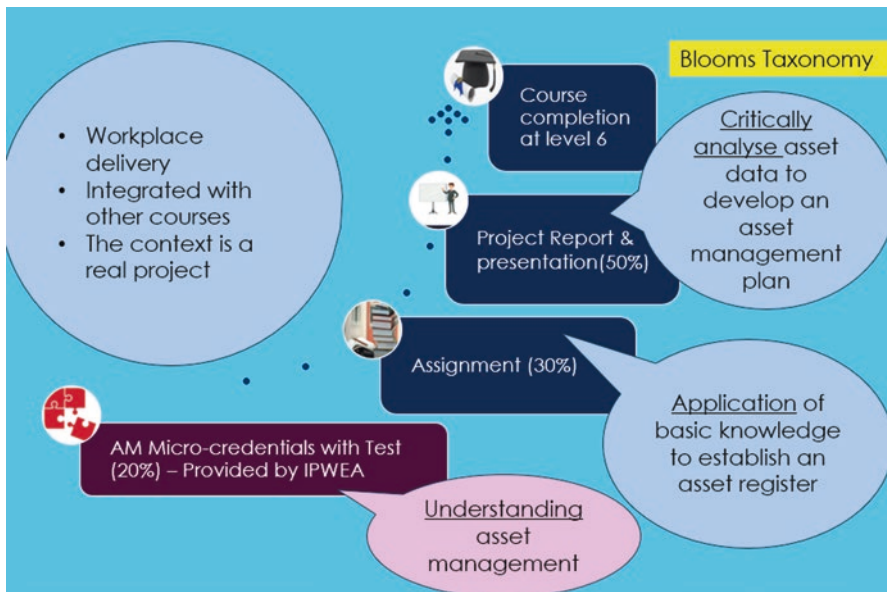 Blooms Taxonomy
• Workplace
delivery
• Integrated with
other courses
• The context is a
real project
Course
completion
at level 6
Critically
analyse asset
data to
develop an
asset
management
plan
Project Report &
presentation(50%)
Assignment (30%)
Application of
basic knowledge
to establish an
asset register
AM Micro-credentials with Test
(20%) – Provided by IPWEA
Understanding
asset
management